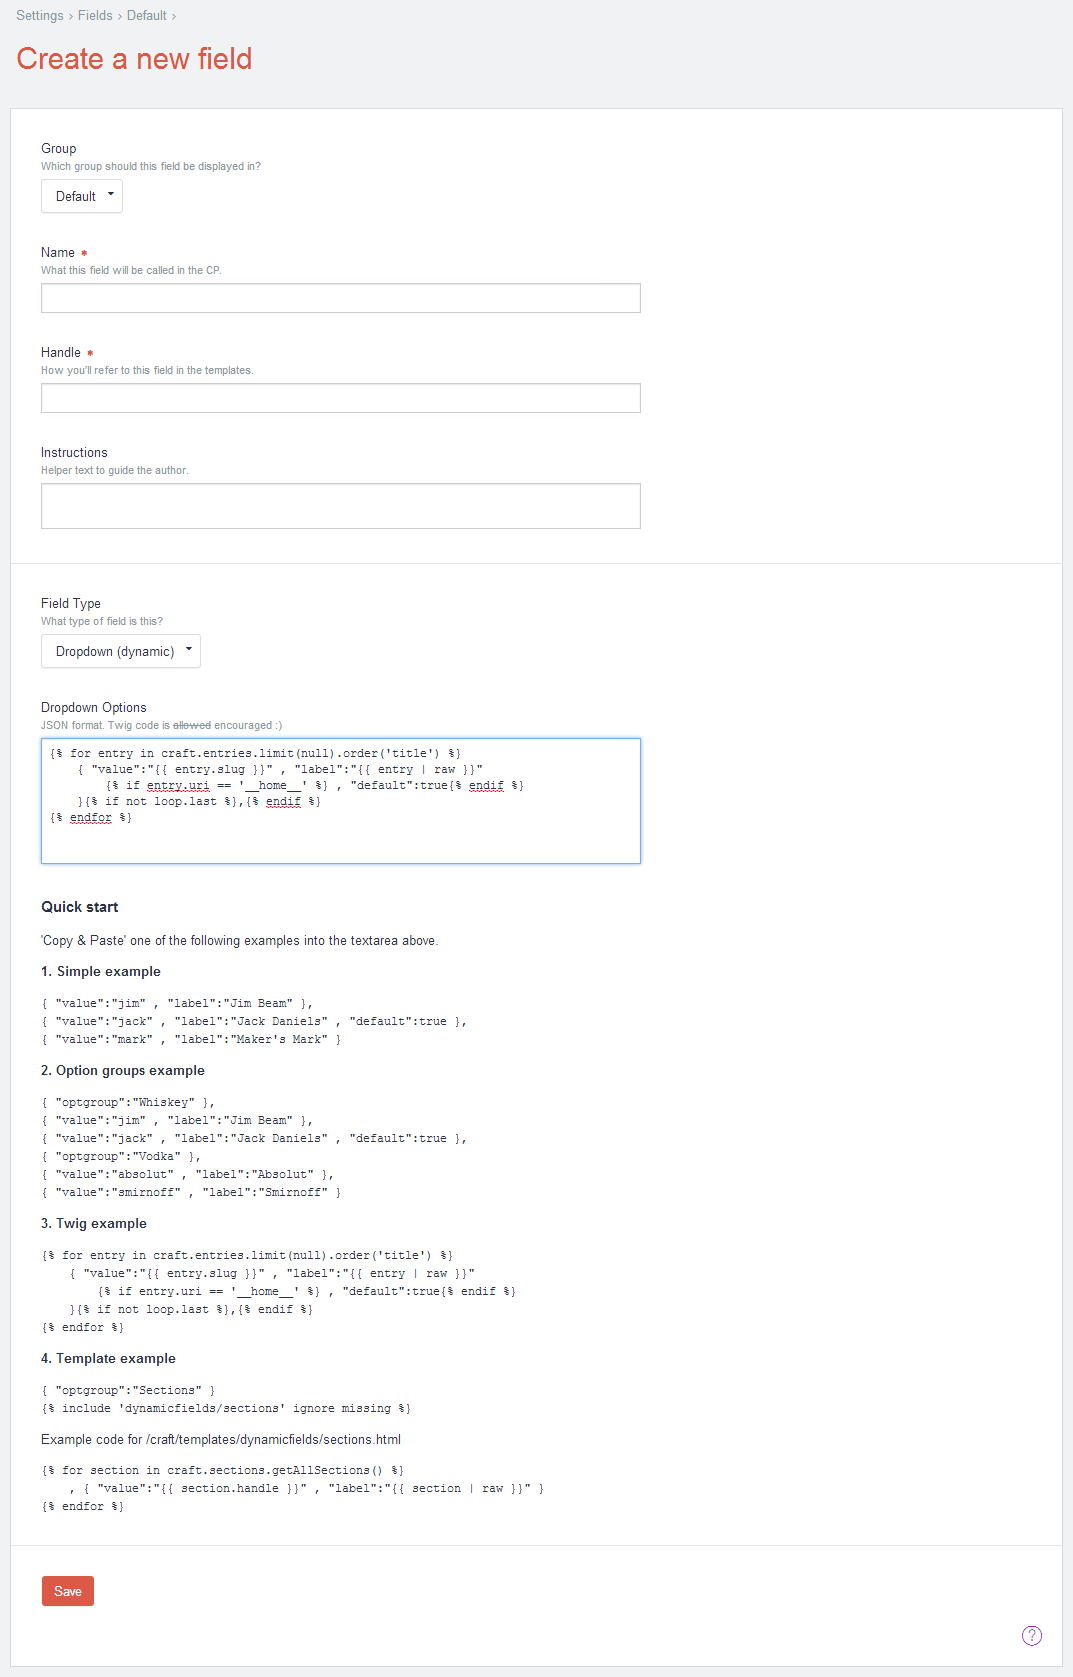 Settings › Fields › Default ›
Create a new field
Group
Which group should this field be displayed in?
Default
Name *
What this field will be called in the CP.
Handle *
How you'll refer to this field in the templates.
Instructions
Helper text to guide the author.
Field Type
What type of field is this?
Dropdown (dynamic)
Dropdown Options
JSON format. Twig code is allowed encouraged :)
{% for entry in craft.entries.limit(null).order('title') %}
    { "value":"{{ entry.slug }}" , "label":"{{ entry | raw }}"
        {% if entry.uri == '__home__' %} , "default":true{% endif %}
    }{% if not loop.last %},{% endif %}
{% endfor %}
Quick start
'Copy & Paste' one of the following examples into the textarea above.
1. Simple example
{ "value":"jim" , "label":"Jim Beam" },
{ "value":"jack" , "label":"Jack Daniels" , "default":true },
{ "value":"mark" , "label":"Maker's Mark" }
2. Option groups example
{ "optgroup":"Whiskey" },
{ "value":"jim" , "label":"Jim Beam" },
{ "value":"jack" , "label":"Jack Daniels" , "default":true },
{ "optgroup":"Vodka" },
{ "value":"absolut" , "label":"Absolut" },
{ "value":"smirnoff" , "label":"Smirnoff" }
3. Twig example
{% for entry in craft.entries.limit(null).order('title') %}
    { "value":"{{ entry.slug }}" , "label":"{{ entry | raw }}"
        {% if entry.uri == '__home__' %} , "default":true{% endif %}
    }{% if not loop.last %},{% endif %}
{% endfor %}
4. Template example
{ "optgroup":"Sections" }
{% include 'dynamicfields/sections' ignore missing %}
Example code for /craft/templates/dynamicfields/sections.html
{% for section in craft.sections.getAllSections() %}
    , { "value":"{{ section.handle }}" , "label":"{{ section | raw }}" }
{% endfor %}
Save
?